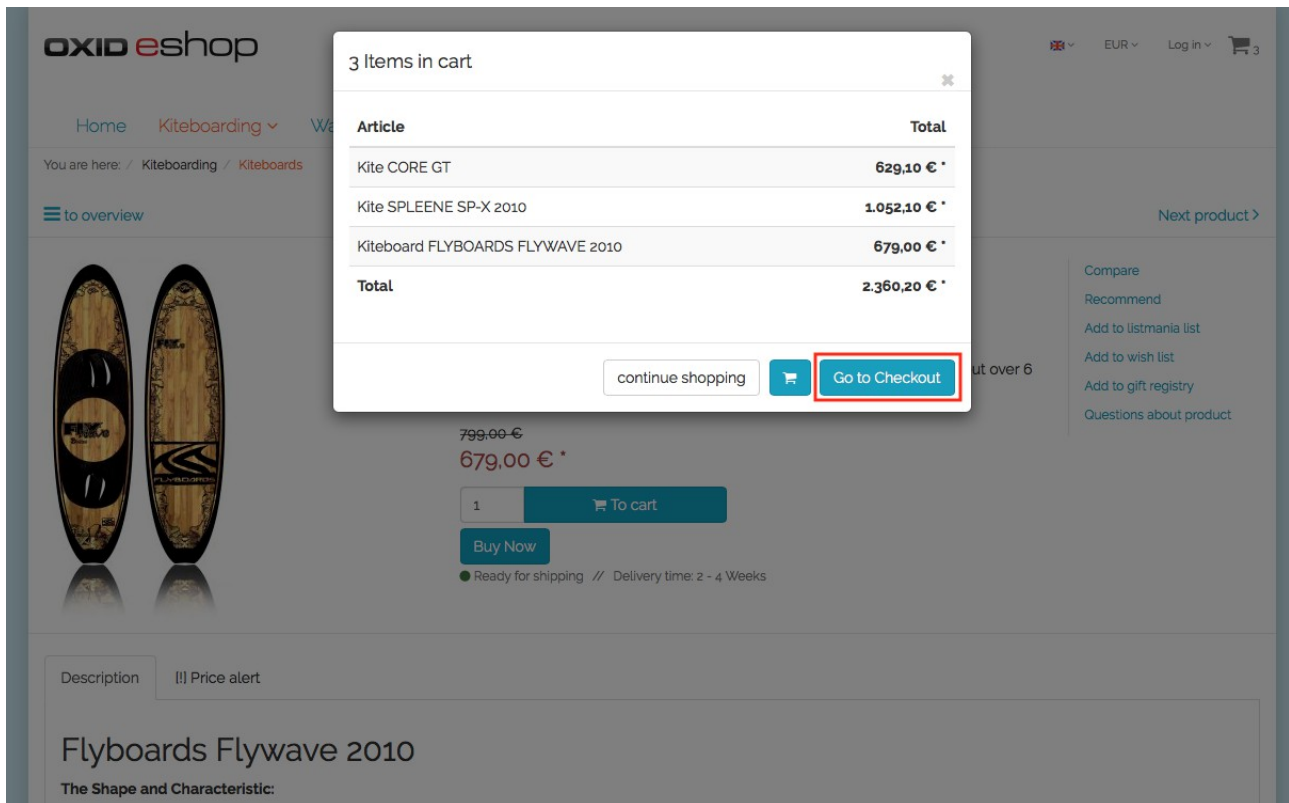 OXID eshop
EUR Log in 3
3 Items in cart
×
Home Kiteboarding
Article Total
You are here: / Kiteboarding / Kiteboards
Kite CORE GT 629,10 € *
Kite SPLEENE SP-X 2010 1.052,10 € *
to overview Next product
Kiteboard FLYBOARDS FLYWAVE 2010 679,00 € *
Total 2.360,20 € *
Compare
Recommend
Add to listmania list
Add to wish list
Add to gift registry
Questions about product
continue shopping Go to Checkout
over 6
799,00 €
679,00 € *
1 To cart
Buy Now
Ready for shipping // Delivery time: 2 - 4 Weeks
FLYBOARDS
Description [!] Price alert
Flyboards Flywave 2010
The Shape and Characteristic: